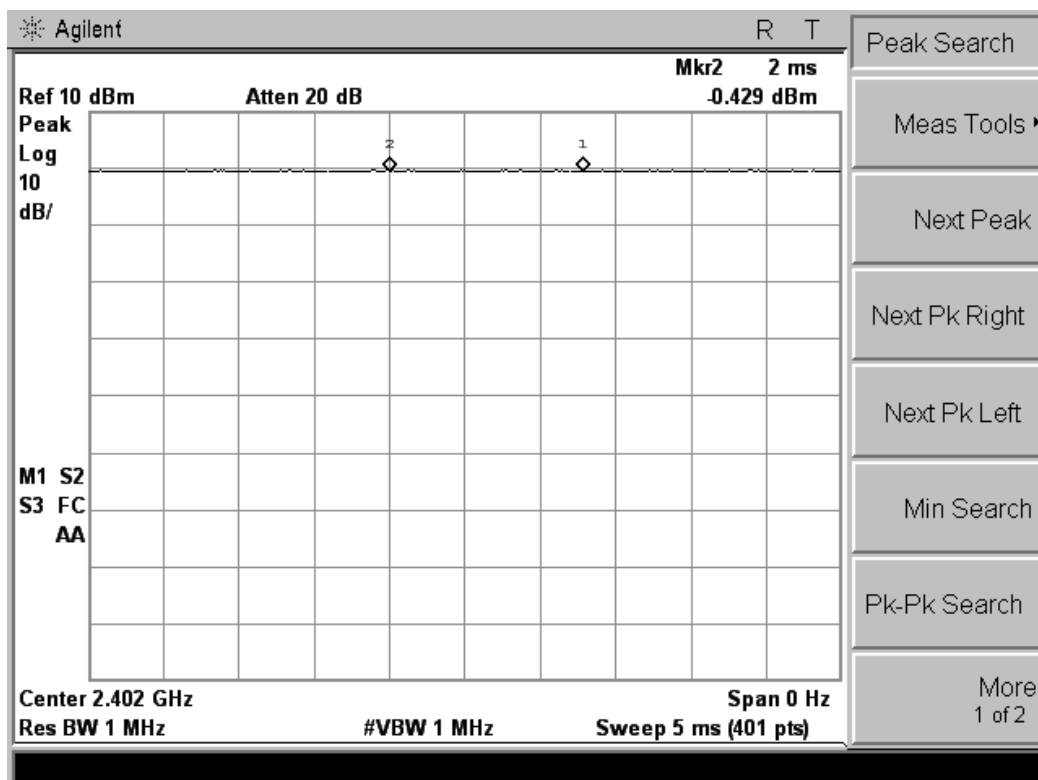 Agilent R T
Mkr2 2 ms
Ref 10 dBm Atten 20 dB -0.429 dBm
Peak
Log
10
dB/
2 1
M1 S2
S3 FC
AA
Center 2.402 GHz Span 0 Hz
Res BW 1 MHz #VBW 1 MHz Sweep 5 ms (401 pts)
Peak Search
Meas Tools
Next Peak
Next Pk Right
Next Pk Left
Min Search
Pk-Pk Search
More
1 of 2